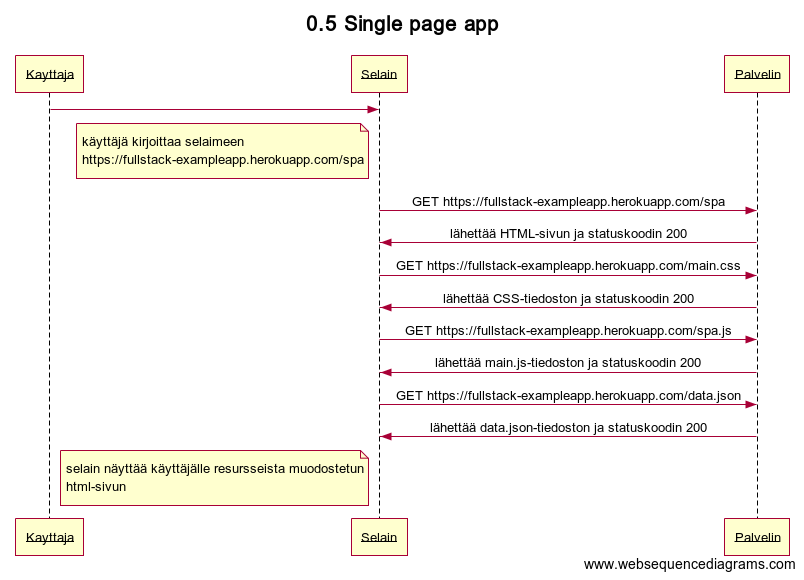 0.5 Single page app
Kayttaja
Selain
Palvelin
käyttäjä kirjoittaa selaimeen
https://fullstack-exampleapp.herokuapp.com/spa
GET https://fullstack-exampleapp.herokuapp.com/spa
lähettää HTML-sivun ja statuskoodin 200
GET https://fullstack-exampleapp.herokuapp.com/main.css
lähettää CSS-tiedoston ja statuskoodin 200
GET https://fullstack-exampleapp.herokuapp.com/spa.js
lähettää main.js-tiedoston ja statuskoodin 200
GET https://fullstack-exampleapp.herokuapp.com/data.json
lähettää data.json-tiedoston ja statuskoodin 200
selain näyttää käyttäjälle resursseista muodostetun
html-sivun
Kayttaja
Selain
Palvelin
www.websequencediagrams.com